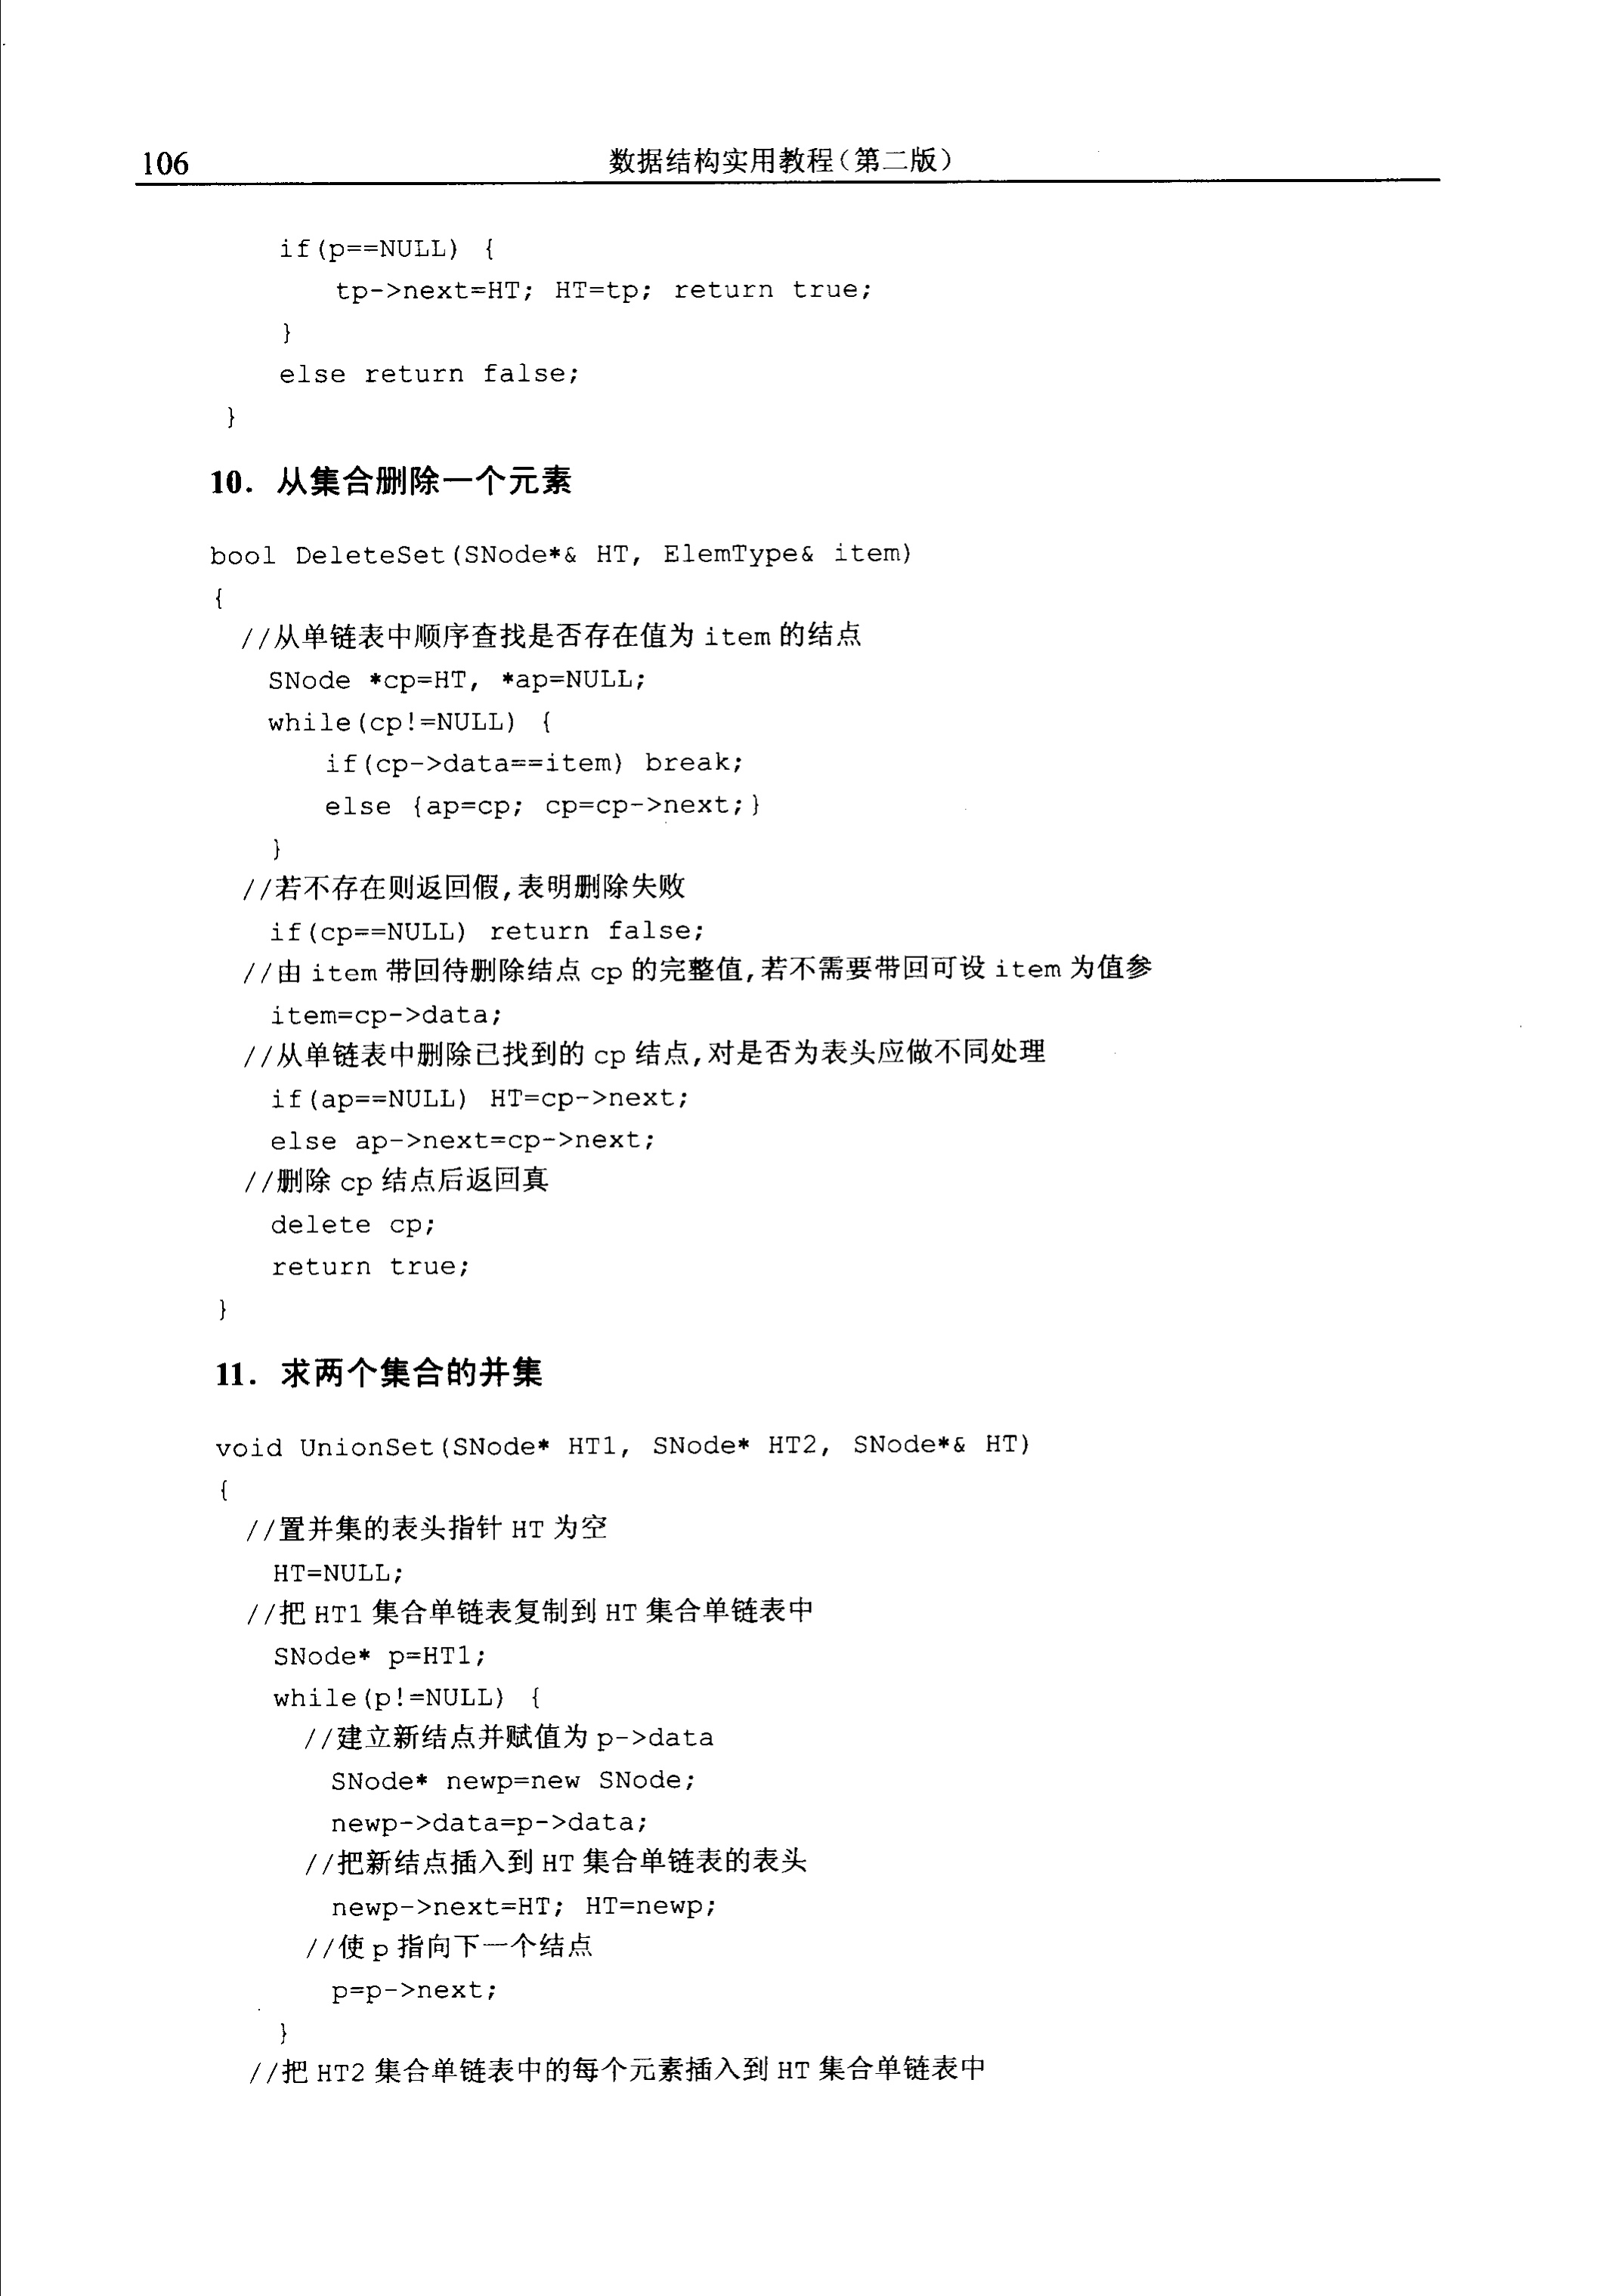 106
数据结构实用教程(第二版)
if(p==NULL) {
tp->next=HT; HT=tp; return true;
}
else return false;
}
10. 从集合删除一个元素
bool DeleteSet(SNode*& HT, ElemType& item)
{
//从单链表中顺序查找是否存在值为 item 的结点
SNode *cp=HT, *ap=NULL;
while(cp!=NULL) {
if(cp->data==item) break;
else {ap=cp; cp=cp->next;}
}
//若不存在则返回假,表明删除失败
if(cp==NULL) return false;
//由 item 带回待删除结点 cp 的完整值,若不需要带回可设 item 为值参
item=cp->data;
//从单链表中删除已找到的 cp 结点,对是否为表头应做不同处理
if(ap==NULL) HT=cp->next;
else ap->next=cp->next;
//删除 cp 结点后返回真
delete cp;
return true;
}
11. 求两个集合的并集
void UnionSet(SNode* HT1, SNode* HT2, SNode*& HT)
{
//置并集的表头指针 HT 为空
HT=NULL;
//把 HT1 集合单链表复制到 HT 集合单链表中
SNode* p=HT1;
while(p!=NULL) {
//建立新结点并赋值为 p->data
SNode* newp=new SNode;
newp->data=p->data;
//把新结点插入到 HT 集合单链表的表头
newp->next=HT; HT=newp;
//使 p 指向下一个结点
p=p->next;
}
//把 HT2 集合单链表中的每个元素插入到 HT 集合单链表中